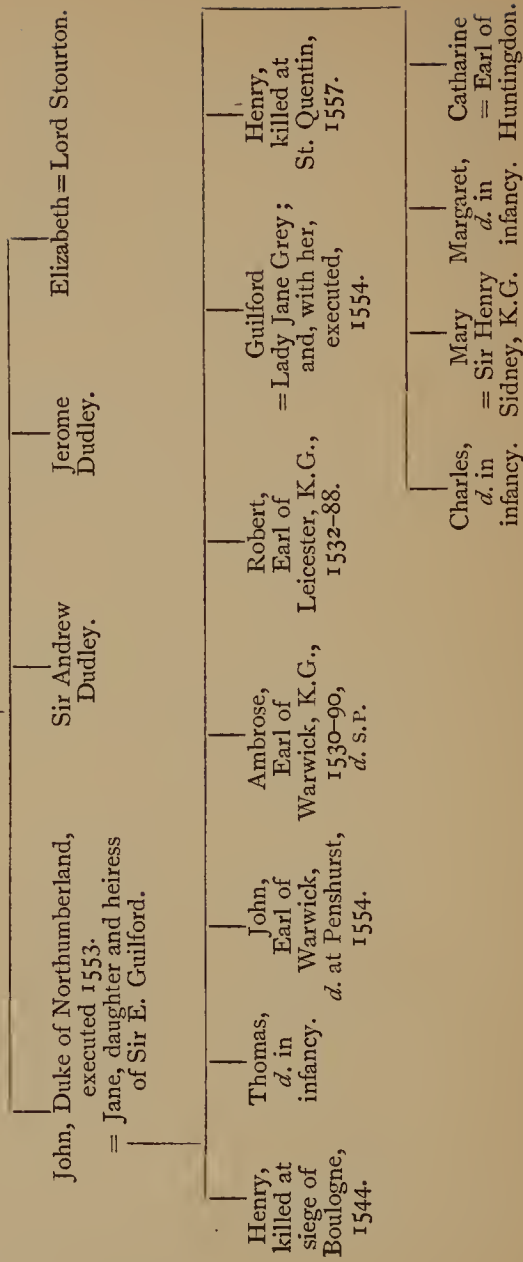 John, Duke of Northumberland,
executed 1553.
= Jane, daughter and heiress
of Sir E. Guilford.
Sir Andrew
Dudley.
Jerome
Dudley.
Elizabeth = Lord Stourton.
Henry,
killed at
siege of
Boulogne,
1544.
Thomas,
d. in
infancy.
John,
Earl of
Warwick,
d. at Penshurst,
1554.
Ambrose,
Earl of
Warwick, K.G.,
1530–90,
d. S.P.
Robert,
Earl of
Leicester, K.G.,
1532–88.
Guilford
= Lady Jane Grey ;
and, with her,
executed,
1554.
Henry,
killed at
St. Quentin,
1557.
Charles,
d. in
infancy.
Mary
= Sir Henry
Sidney, K.G.
Margaret,
d. in
infancy.
Catharine
= Earl of
Huntingdon.